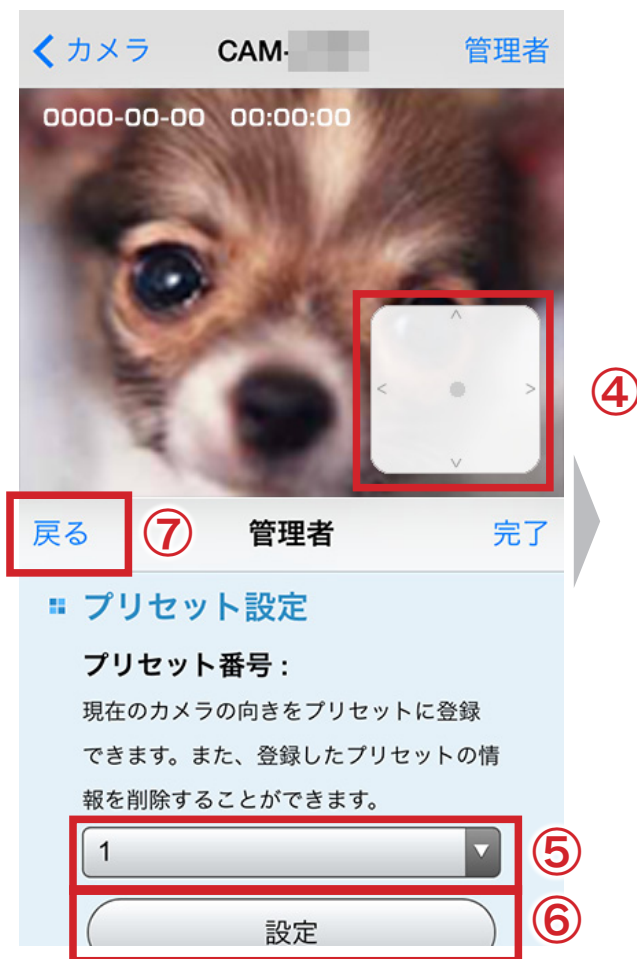 カメラ CAM- 管理者
0000-00-00 00:00:00
④
戻る ⑦ 管理者 完了
プリセット設定
プリセット番号：
現在のカメラの向きをプリセットに登録
できます。また、登録したプリセットの情
報を削除することができます。
1 ⑤
設定 ⑥